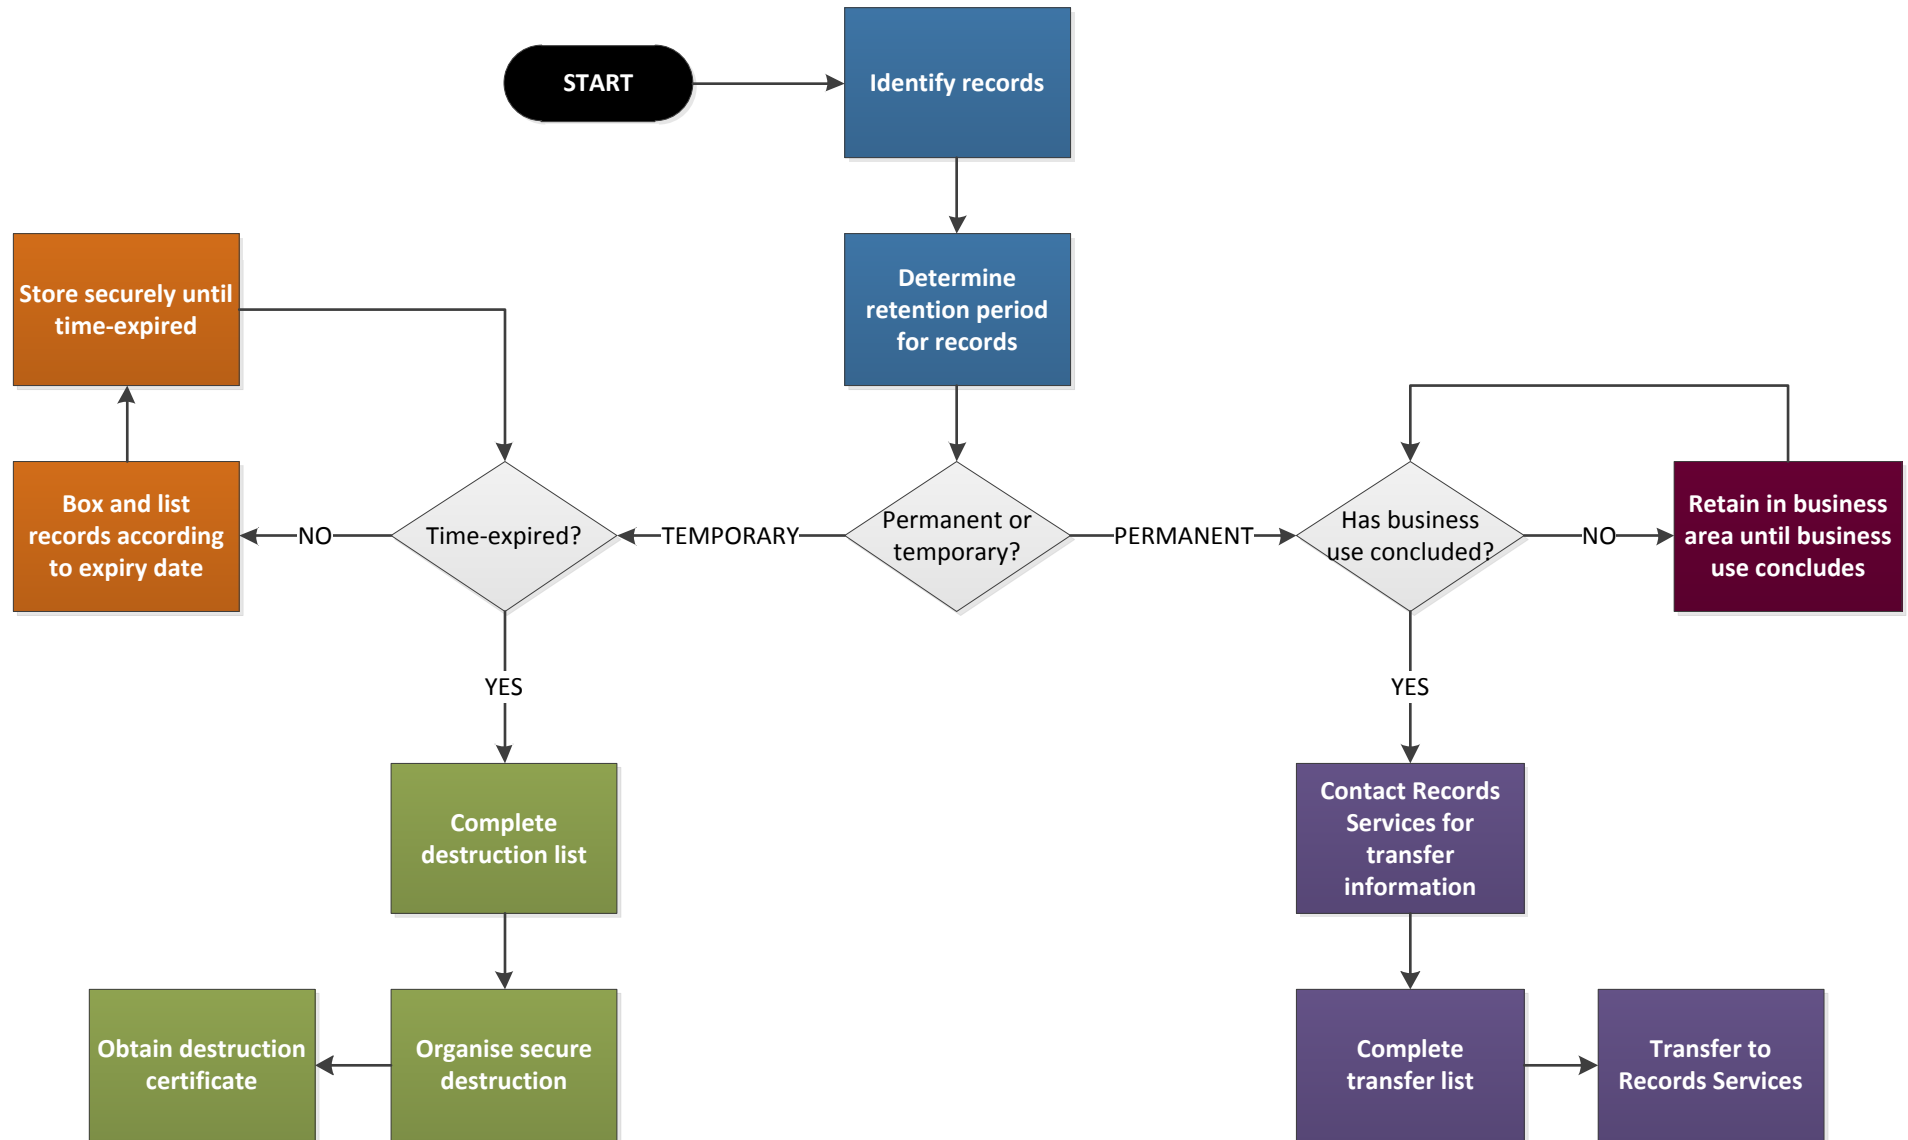 START
Identify records
Store securely until
time-expired
Determine
retention period
for records
Box and list
records according
to expiry date
NO
Time-expired?
TEMPORARY
Permanent or
temporary?
PERMANENT
Has business
use concluded?
NO
Retain in business
area until business
use concludes
YES
YES
Complete
destruction list
Contact Records
Services for
transfer
information
Obtain destruction
certificate
Organise secure
destruction
Complete
transfer list
Transfer to
Records Services